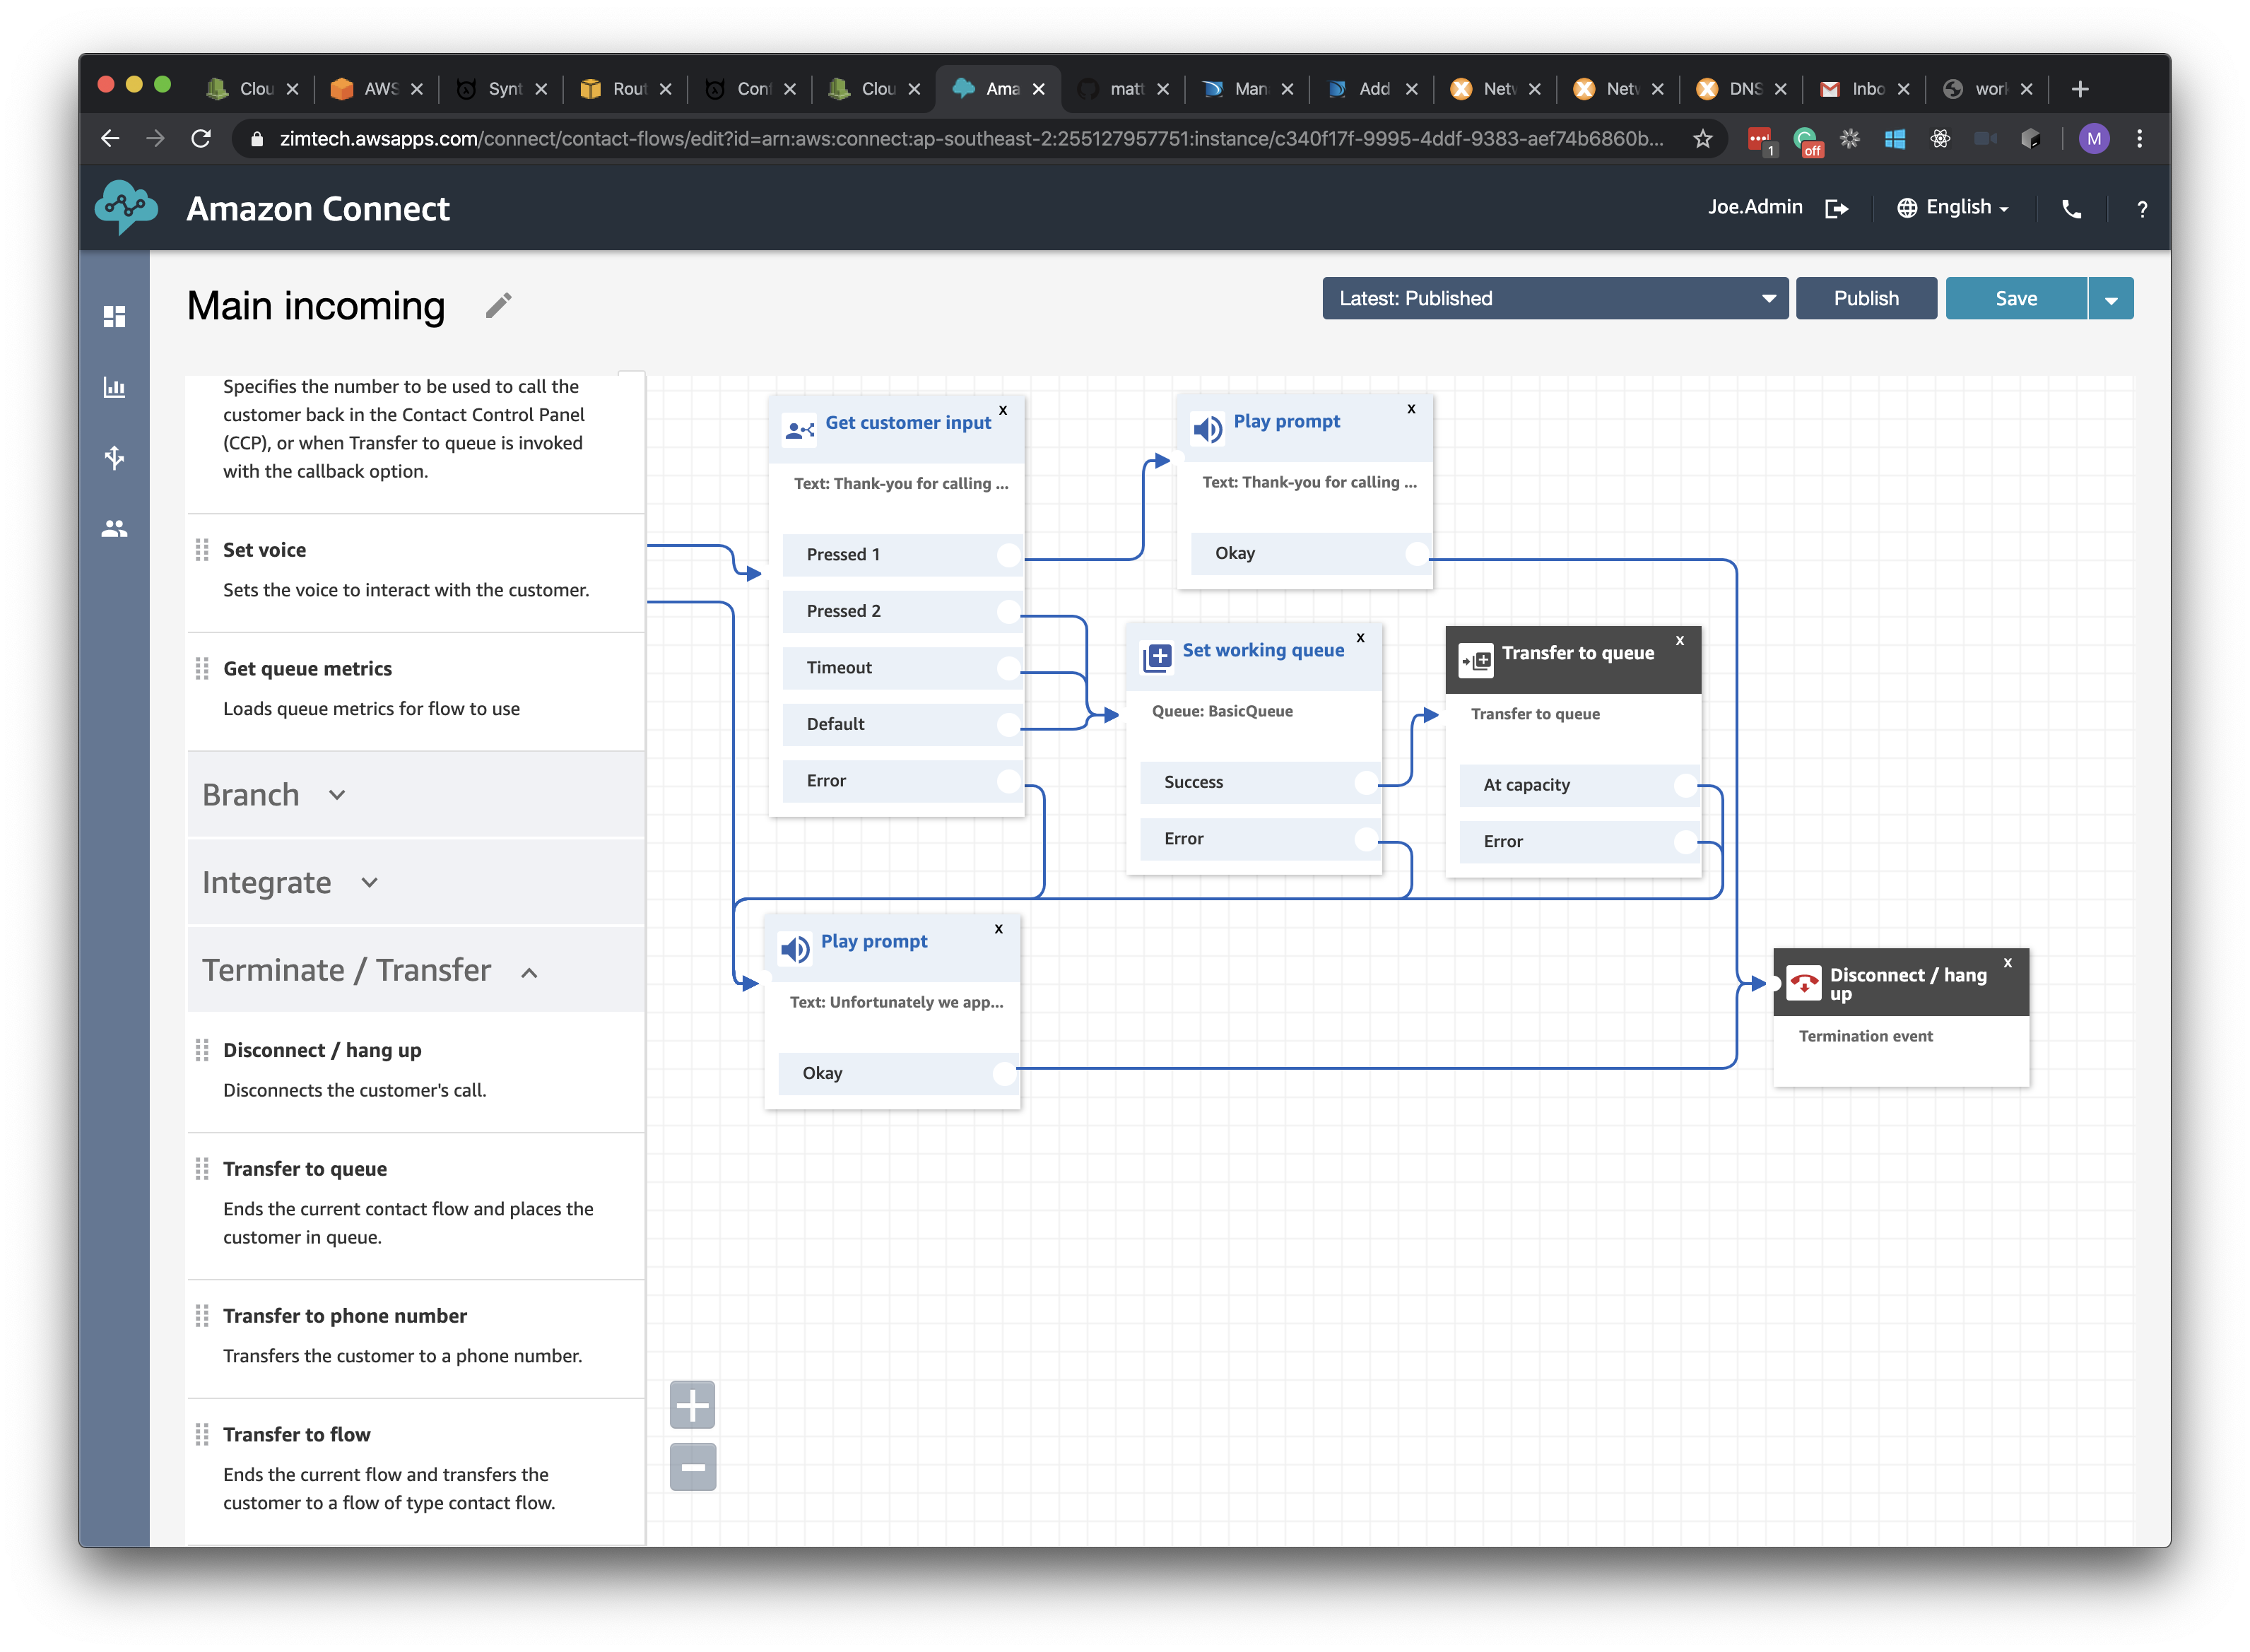 Clou
AWS
Synt
Rout
Conf
Clou
Ama
matt
Man
Add
Netw
Netw
DNS
Inbo
worl
zimtech.awsapps.com/connect/contact-flows/edit?id=arn:aws:connect:ap-southeast-2:255127957751:instance/c340f17f-9995-4ddf-9383-aef74b6860b...
1
off
M
Amazon Connect
Joe.Admin
English
?
Main incoming
Latest: Published
Publish
Save
Specifies the number to be used to call the
customer back in the Contact Control Panel
(CCP), or when Transfer to queue is invoked
with the callback option.
Set voice
Sets the voice to interact with the customer.
Get queue metrics
Loads queue metrics for flow to use
Branch
Integrate
Terminate / Transfer
Disconnect / hang up
Disconnects the customer's call.
Transfer to queue
Ends the current contact flow and places the
customer in queue.
Transfer to phone number
Transfers the customer to a phone number.
Transfer to flow
Ends the current flow and transfers the
customer to a flow of type contact flow.
Get customer input
x
Text: Thank-you for calling ...
Pressed 1
Pressed 2
Timeout
Default
Error
Play prompt
x
Text: Thank-you for calling ...
Okay
Set working queue
x
Queue: BasicQueue
Success
Error
Transfer to queue
x
Transfer to queue
At capacity
Error
Play prompt
x
Text: Unfortunately we app...
Okay
Disconnect / hang
up
x
Termination event